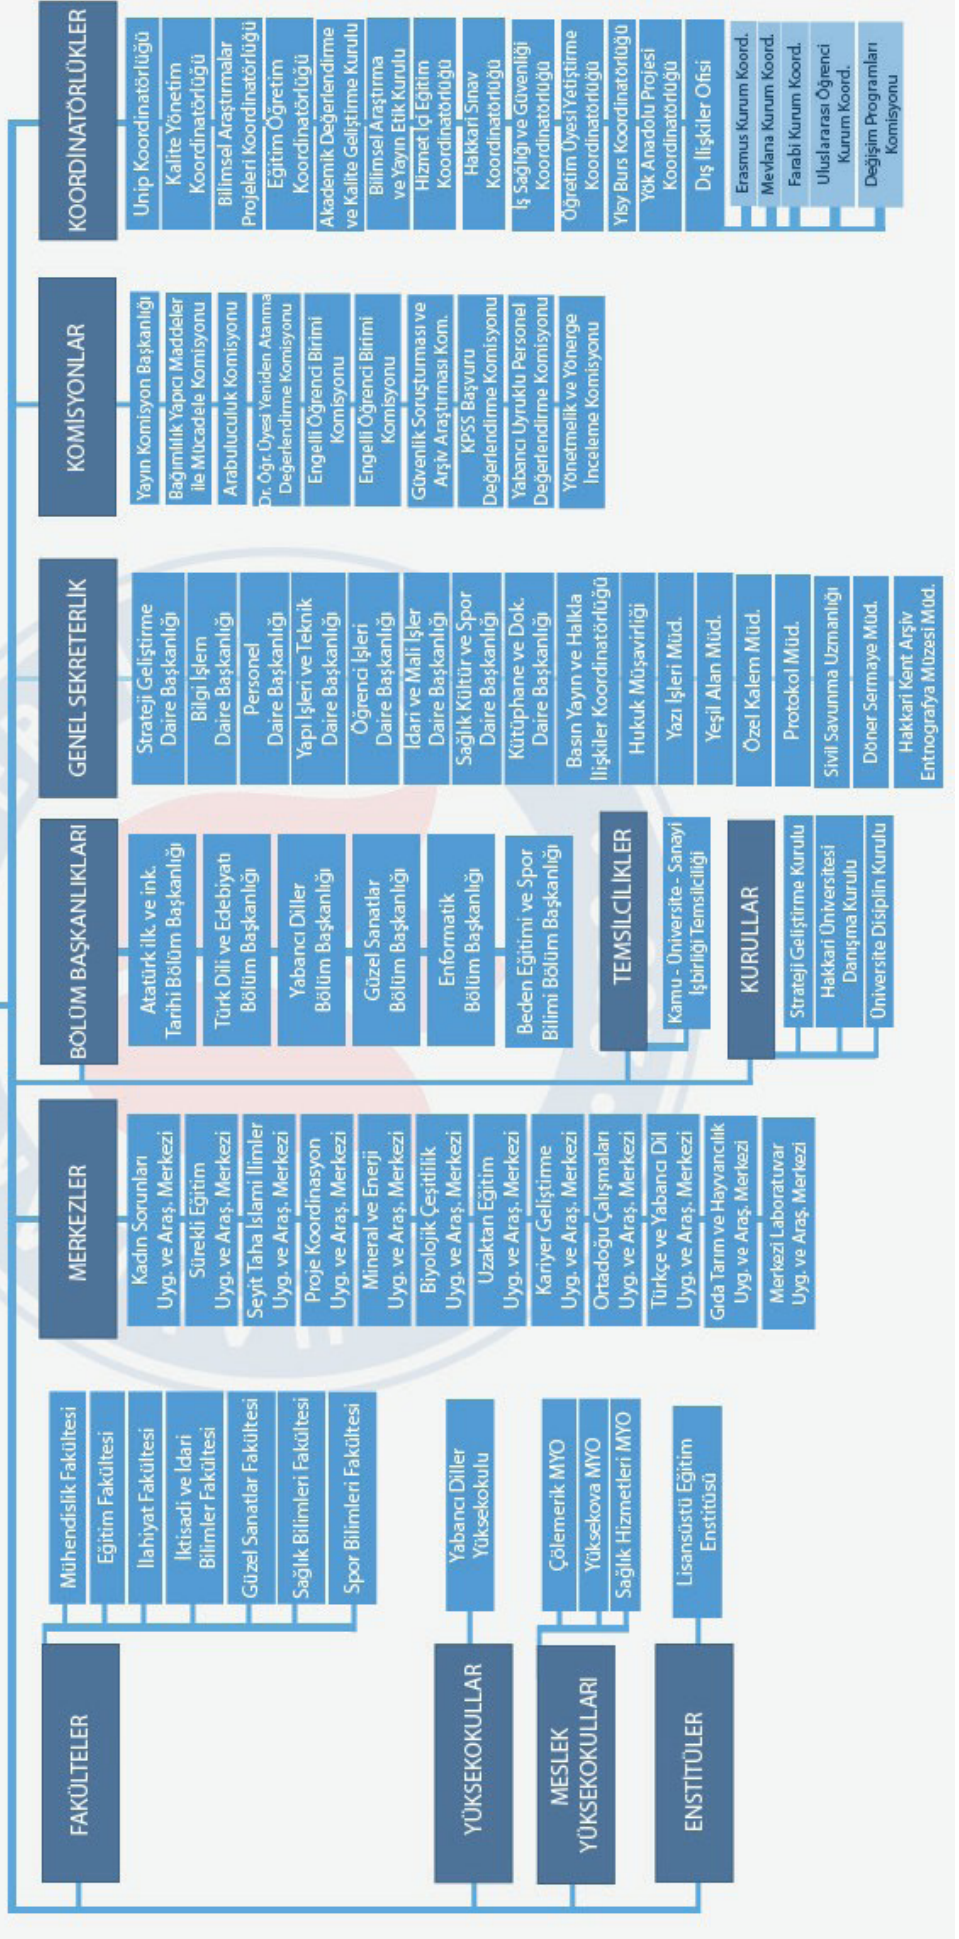 FAKÜLTELER
Mühendislik Fakültesi
Eğitim Fakültesi
İlahiyat Fakültesi
İktisadi ve İdari
Bilimler Fakültesi
Güzel Sanatlar Fakültesi
Sağlık Bilimleri Fakültesi
Spor Bilimleri Fakültesi
YÜKSEKOKULLAR
Yabancı Diller
Yüksekokulu
MESLEK
YÜKSEKOKULLARI
Çölemerik MYO
Yüksekova MYO
Sağlık Hizmetleri MYO
ENSTİTÜLER
Lisansüstü Eğitim
Enstitüsü
MERKEZLER
Kadın Sorunları
Uyg. ve Araş. Merkezi
Sürekli Eğitim
Uyg. ve Araş. Merkezi
Seyit Taha İslami İlimler
Uyg. ve Araş. Merkezi
Proje Koordinasyon
Uyg. ve Araş. Merkezi
Mineral ve Enerji
Uyg. ve Araş. Merkezi
Biyolojik Çeşitlilik
Uyg. ve Araş. Merkezi
Uzaktan Eğitim
Uyg. ve Araş. Merkezi
Kariyer Geliştirme
Uyg. ve Araş. Merkezi
Ortadoğu Çalışmaları
Uyg. ve Araş. Merkezi
Türkçe ve Yabancı Dil
Uyg. ve Araş. Merkezi
Gıda Tarım ve Hayvancılık
Uyg. ve Araş. Merkezi
Merkezi Laboratuvar
Uyg. ve Araş. Merkezi
BÖLÜM BAŞKANLIKLARI
Atatürk ilk. ve ink.
Tarihi Bölüm Başkanlığı
Türk Dili ve Edebiyatı
Bölüm Başkanlığı
Yabancı Diller
Bölüm Başkanlığı
Güzel Sanatlar
Bölüm Başkanlığı
Enformatik
Bölüm Başkanlığı
Beden Eğitimi ve Spor
Bilimi Bölüm Başkanlığı
TEMSİLCİLİKLER
Kamu - Üniversite - Sanayi
İşbirliği Temsilciliği
KURULLAR
Strateji Geliştirme Kurulu
Hakkari Üniversitesi
Danışma Kurulu
Üniversite Disiplin Kurulu
GENEL SEKRETERLİK
Strateji Geliştirme
Daire Başkanlığı
Bilgi İşlem
Daire Başkanlığı
Personel
Daire Başkanlığı
Yapı İşleri ve Teknik
Daire Başkanlığı
Öğrenci İşleri
Daire Başkanlığı
İdari ve Mali İşler
Daire Başkanlığı
Sağlık Kültür ve Spor
Daire Başkanlığı
Kütüphane ve Dok.
Daire Başkanlığı
Basın Yayın ve Halkla
İlişkiler Koordinatörlüğü
Hukuk Müşavirliği
Yazı İşleri Müd.
Yeşil Alan Müd.
Özel Kalem Müd.
Protokol Müd.
Sivil Savunma Uzmanlığı
Döner Sermaye Müd.
Hakkari Kent Arşiv
Entnografya Müzesi Müd.
KOMİSYONLAR
Yayın Komisyon Başkanlığı
Bağımlılık Yapıcı Maddeler
ile Mücadele Komisyonu
Arabuluculuk Komisyonu
Dr. Öğr. Üyesi Yeniden Atanma
Değerlendirme Komisyonu
Engelli Öğrenci Birimi
Komisyonu
Engelli Öğrenci Birimi
Komisyonu
Güvenlik Soruşturması ve
Arşiv Araştırması Kom.
KPSS Başvuru
Değerlendirme Komisyonu
Yabancı Uyruklu Personel
Değerlendirme Komisyonu
Yönetmelik ve Yönerge
İnceleme Komisyonu
KOORDİNATÖRLÜKLER
Unip Koordinatörlüğü
Kalite Yönetim
Koordinatörlüğü
Bilimsel Araştırmalar
Projeleri Koordinatörlüğü
Eğitim Öğretim
Koordinatörlüğü
Akademik Değerlendirme
ve Kalite Geliştirme Kurulu
Bilimsel Araştırma
ve Yayın Etik Kurulu
Hizmet İçi Eğitim
Koordinatörlüğü
Hakkari Sınav
Koordinatörlüğü
İş Sağlığı ve Güvenliği
Koordinatörlüğü
Öğretim Üyesi Yetiştirme
Koordinatörlüğü
Ylsy Burs Koordinatörlüğü
Yök Anadolu Projesi
Koordinatörlüğü
Dış İlişkiler Ofisi
Erasmus Kurum Koord.
Mevlana Kurum Koord.
Farabi Kurum Koord.
Uluslararası Öğrenci
Kurum Koord.
Değişim Programları
Komisyonu